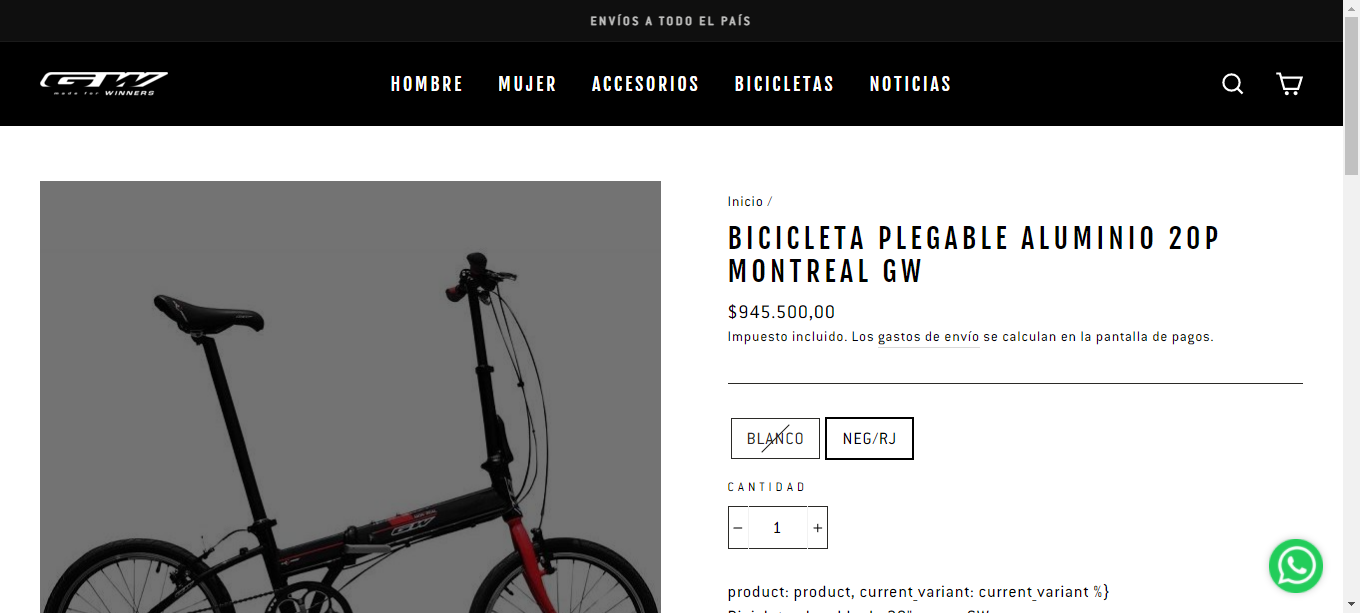 ENVÍOS A TODO EL PAÍS
GW
made for WINNERS
HOMBRE MUJER ACCESORIOS BICICLETAS NOTICIAS
Inicio /
BICICLETA PLEGABLE ALUMINIO 20P
MONTREAL GW
$945.500,00
Impuesto incluido. Los gastos de envío se calculan en la pantalla de pagos.
BLANCO NEG/RJ
CANTIDAD
− 1 +
GW
product: product, current_variant: current_variant %}